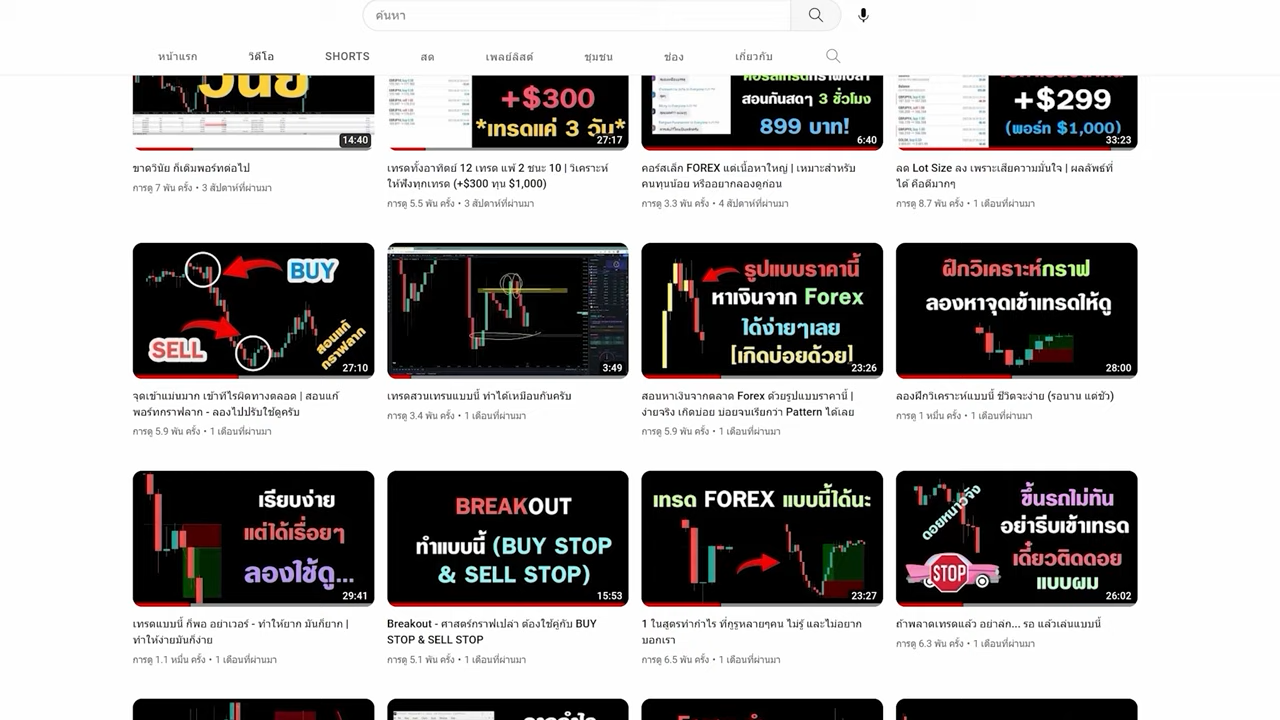 ค้นหา
หน้าแรก
วิดีโอ
SHORTS
สด
เพลย์ลิสต์
ชุมชน
ช่อง
เกี่ยวกับ
วินัย
14:40
+$300
*เทรดแค่ 3 วัน*
27:17
คอร์สเทรดกราฟเปล่า
สอนกันสดๆ 3 ชั่วโมง
899 บาท!
6:40
+$299
(พอร์ท $1,000)
33:23
ขาดวินัย ก็เติมพอร์ทต่อไป
การดู 7 พัน ครั้ง • 3 สัปดาห์ที่ผ่านมา
เทรดทั้งอาทิตย์ 12 เทรด แพ้ 2 ชนะ 10 | วิเคราะห์
ให้ฟังทุกเทรด (+$300 ทุน $1,000)
การดู 5.5 พัน ครั้ง • 3 สัปดาห์ที่ผ่านมา
คอร์สเล็ก FOREX แต่เนื้อหาใหญ่ | เหมาะสำหรับ
คนทุนน้อย หรืออยากลองดูก่อน
การดู 3.3 พัน ครั้ง • 4 สัปดาห์ที่ผ่านมา
ลด Lot Size ลง เพราะเสียความมั่นใจ | ผลลัพธ์ที่
ได้ คือดีมากๆ
การดู 8.7 พัน ครั้ง • 1 เดือนที่ผ่านมา
BUY
SELL
สอนแก้
กราฟลาก
27:10
3:49
รูปแบบราคานี้
หาเงินจาก Forex
ได้ง่ายๆเลย
[เกิดบ่อยด้วย]
23:26
ฝึกวิเคราะห์กราฟ
ลองหาจุดเข้าเทรดให้ดู
28:00
จุดเข้าแม่นมาก เข้าทีไรผิดทางตลอด | สอนแก้
พอร์ทกราฟลาก - ลองไปปรับใช้ดูครับ
การดู 5.9 พัน ครั้ง • 1 เดือนที่ผ่านมา
เทรดสวนเทรนแบบนี้ ทำได้เหมือนกันครับ
การดู 3.4 พัน ครั้ง • 1 เดือนที่ผ่านมา
สอนหาเงินจากตลาด Forex ด้วยรูปแบบราคานี้ |
ง่ายจริง เกิดบ่อย บ่อยจนเรียกว่า Pattern ได้เลย
การดู 5.9 พัน ครั้ง • 1 เดือนที่ผ่านมา
ลองฝึกวิเคราะห์แบบนี้ ชีวิตจะง่าย (รอนาน แต่ชัว)
การดู 1 หมื่น ครั้ง • 1 เดือนที่ผ่านมา
เรียบง่าย
แต่ได้เรื่อยๆ
ลองใช้ดู...
29:41
BREAKOUT
ทำแบบนี้ (BUY STOP
& SELL STOP)
15:53
เทรด FOREX แบบนี้ได้นะ
23:27
ดอยหนาวจัง
STOP
ขึ้นรถไม่ทัน
อย่ารีบเข้าเทรด
เดี๋ยวติดดอย
แบบผม
26:02
เทรดแบบนี้ ก็พอ อย่าเวอร์ - ทำให้ยาก มันก็ยาก |
ทำให้ง่ายมันก็ง่าย
การดู 1.1 หมื่น ครั้ง • 1 เดือนที่ผ่านมา
Breakout - ศาสตร์กราฟเปล่า ต้องใช้คู่กับ BUY
STOP & SELL STOP
การดู 5.1 พัน ครั้ง • 1 เดือนที่ผ่านมา
1 ในสูตรทำกำไร ที่กูรูหลายๆคน ไม่รู้ และไม่อยาก
บอกเรา
การดู 6.5 พัน ครั้ง • 1 เดือนที่ผ่านมา
ถ้าพลาดเทรดแล้ว อย่าลก... รอ แล้วเล่นแบบนี้
การดู 6.3 พัน ครั้ง • 1 เดือนที่ผ่านมา